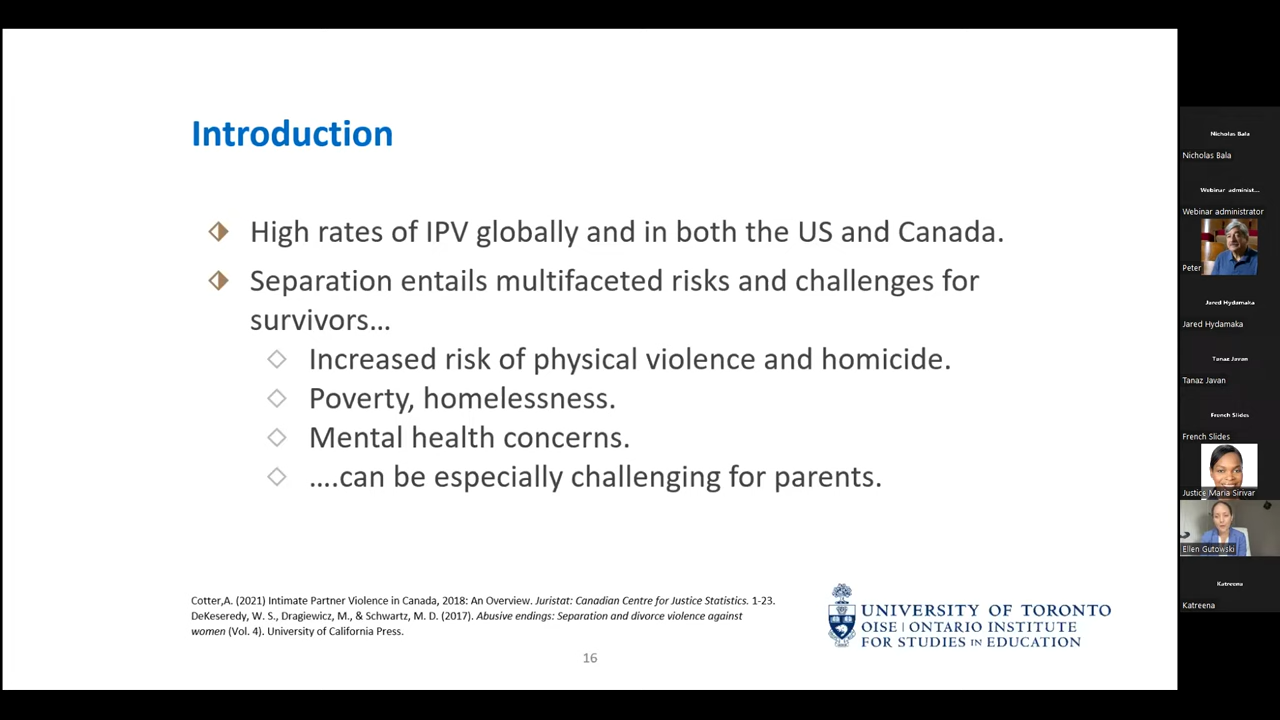 Introduction
High rates of IPV globally and in both the US and Canada.
Separation entails multifaceted risks and challenges for
survivors…
Increased risk of physical violence and homicide.
Poverty, homelessness.
Mental health concerns.
….can be especially challenging for parents.
Cotter,A. (2021) Intimate Partner Violence in Canada, 2018: An Overview. Juristat: Canadian Centre for Justice Statistics. 1-23.
DeKeseredy, W. S., Dragiewicz, M., & Schwartz, M. D. (2017). Abusive endings: Separation and divorce violence against
women (Vol. 4). University of California Press.
UNIVERSITY OF TORONTO
OISE | ONTARIO INSTITUTE
FOR STUDIES IN EDUCATION
16
Nicholas Bala
Nicholas Bala
Webinar administ...
Webinar administrator
Peter
Jared Hydamaka
Jared Hydamaka
Tanaz Javan
Tanaz Javan
French Slides
French Slides
Justice Maria Sirivar
Ellen Gutowski
Katreena
Katreena